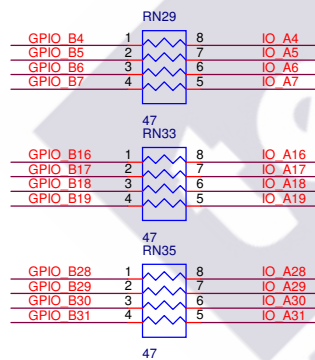 RN29
GPIO_B4 1 8 IO_A4
GPIO_B5 2 7 IO_A5
GPIO_B6 3 6 IO_A6
GPIO_B7 4 5 IO_A7
47
RN33
GPIO_B16 1 8 IO_A16
GPIO_B17 2 7 IO_A17
GPIO_B18 3 6 IO_A18
GPIO_B19 4 5 IO_A19
47
RN35
GPIO_B28 1 8 IO_A28
GPIO_B29 2 7 IO_A29
GPIO_B30 3 6 IO_A30
GPIO_B31 4 5 IO_A31
47